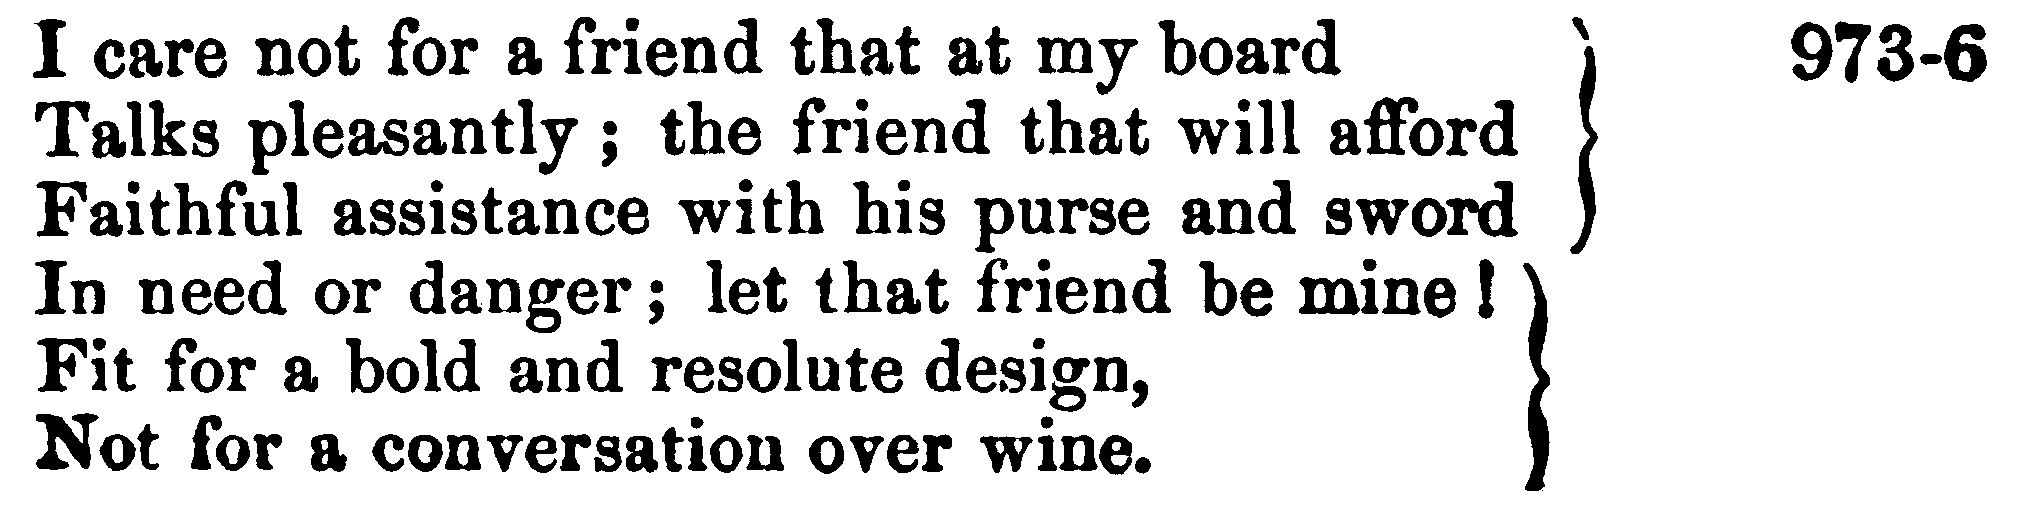 I care not for a friend that at my board 973-6
Talks pleasantly ; the friend that will afford
Faithful assistance with his purse and sword
In need or danger ; let that friend be mine !
Fit for a bold and resolute design,
Not for a conversation over wine.